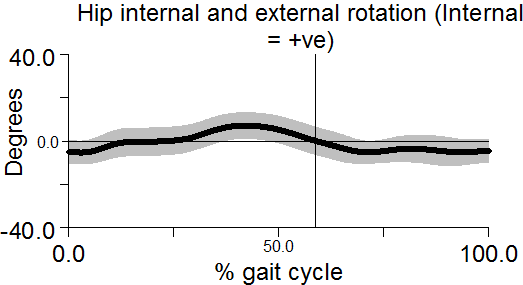 Hip internal and external rotation (Internal
= +ve)
40.0
Degrees
0.0
-40.0
0.0
50.0
100.0
% gait cycle